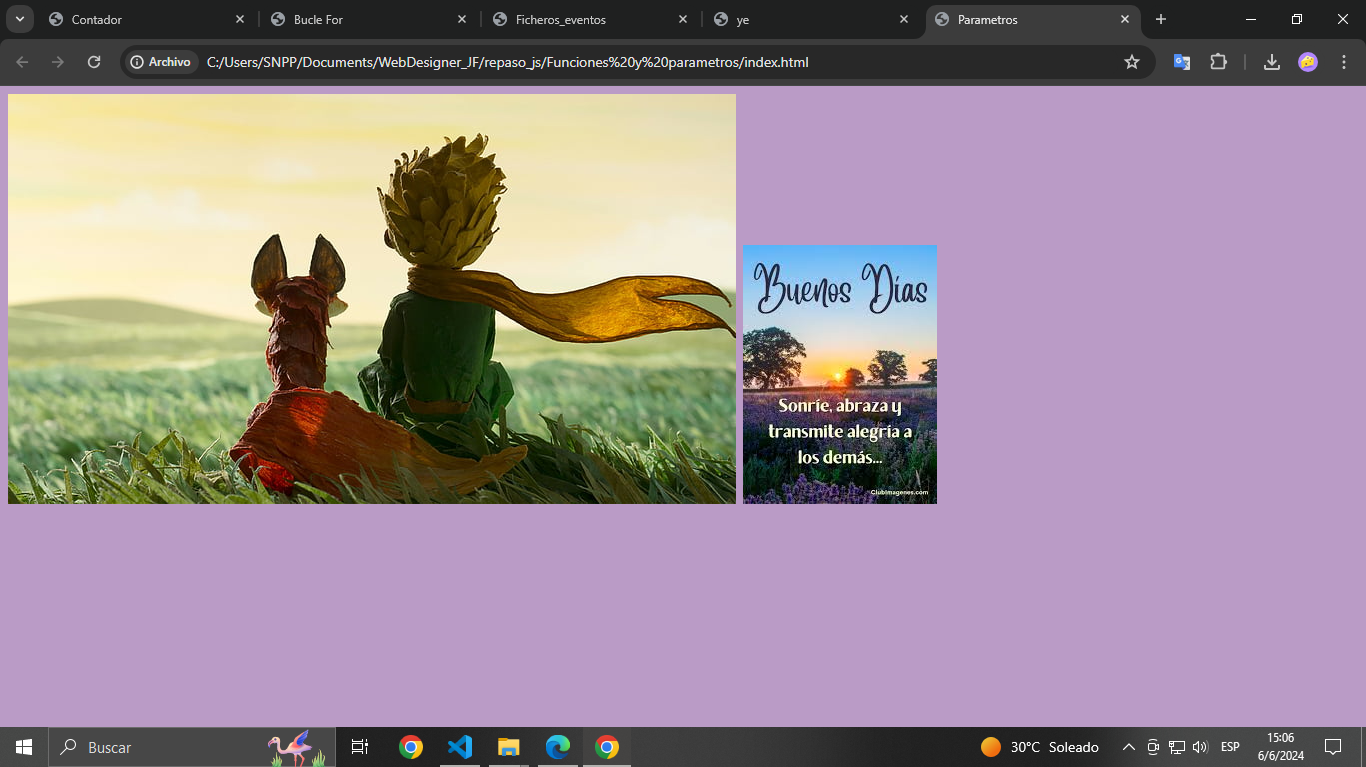 Contador
Bucle For
Ficheros_eventos
ye
Parametros
Archivo
C:/Users/SNPP/Documents/WebDesigner_JF/repaso_js/Funciones%20y%20parametros/index.html
Buenos Días
Sonríe, abraza y
transmite alegría a
los demás...
ClubImagenes.com
Buscar
30°C Soleado
ESP
15:06
6/6/2024